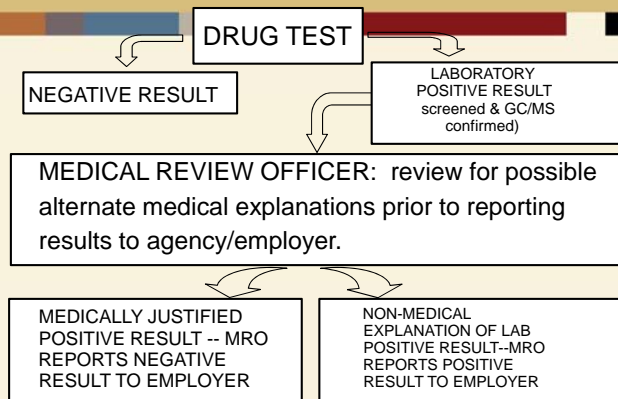 DRUG TEST
NEGATIVE RESULT
LABORATORY
POSITIVE RESULT
screened & GC/MS
confirmed)
MEDICAL REVIEW OFFICER: review for possible
alternate medical explanations prior to reporting
results to agency/employer.
MEDICALLY JUSTIFIED
POSITIVE RESULT -- MRO
REPORTS NEGATIVE
RESULT TO EMPLOYER
NON-MEDICAL
EXPLANATION OF LAB
POSITIVE RESULT--MRO
REPORTS POSITIVE
RESULT TO EMPLOYER